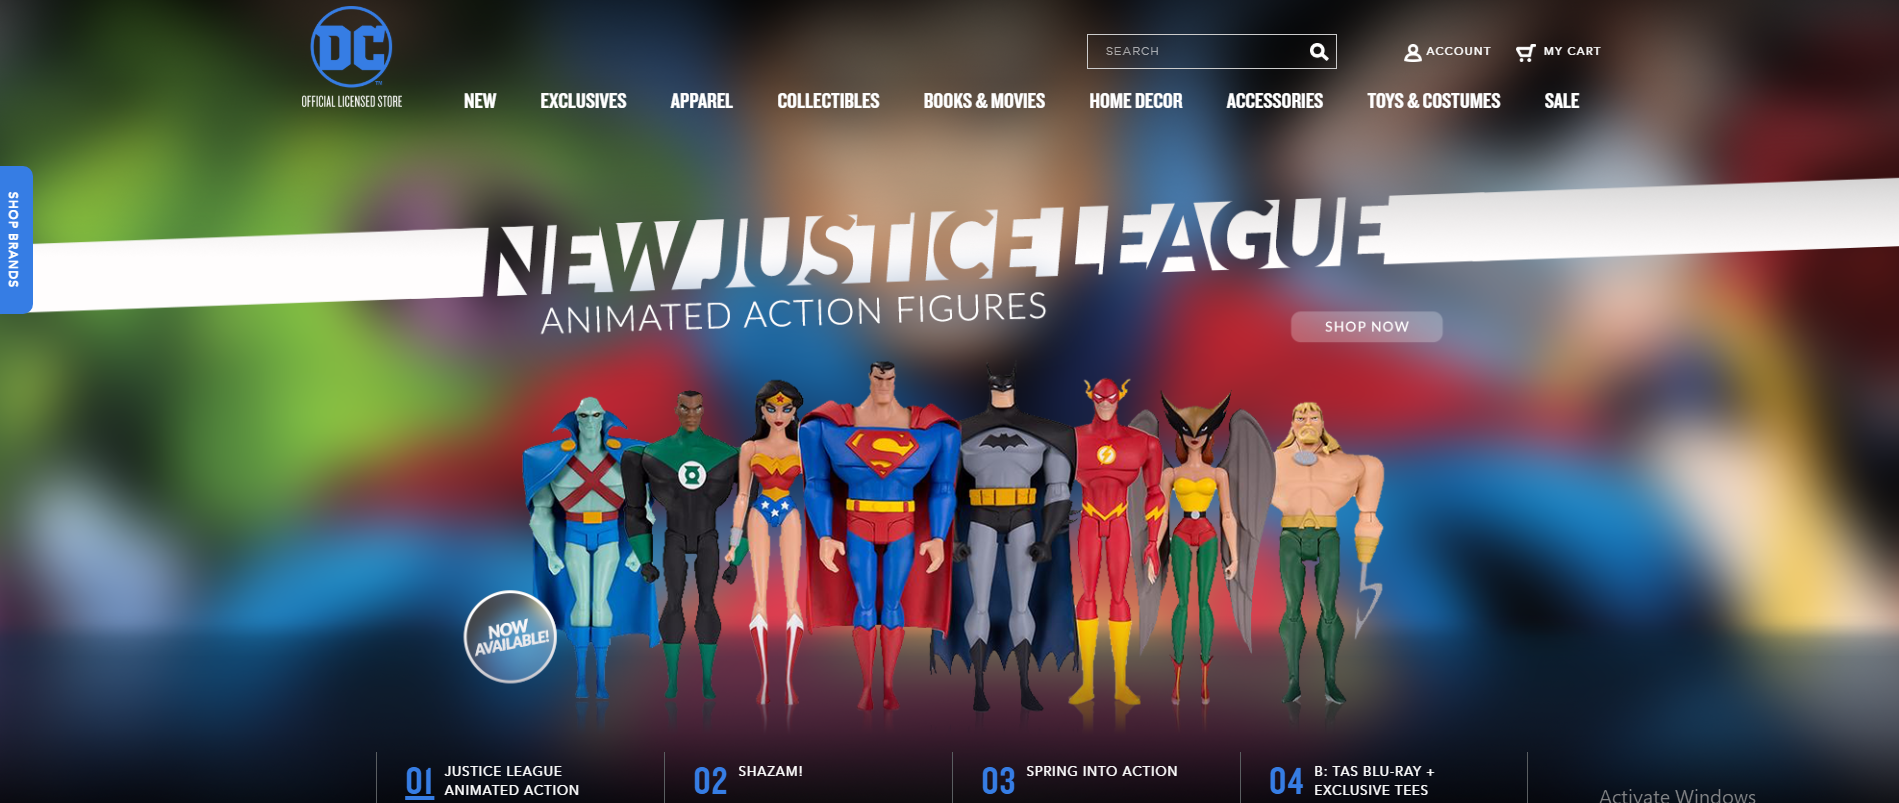 DC
OFFICIAL LICENSED STORE
SEARCH
ACCOUNT
MY CART
NEW
EXCLUSIVES
APPAREL
COLLECTIBLES
BOOKS & MOVIES
HOME DECOR
ACCESSORIES
TOYS & COSTUMES
SALE
SHOP BRANDS
NEW JUSTICE LEAGUE
ANIMATED ACTION FIGURES
SHOP NOW
NOW
AVAILABLE!
01
JUSTICE LEAGUE
ANIMATED ACTION
02
SHAZAM!
03
SPRING INTO ACTION
04
B: TAS BLU-RAY +
EXCLUSIVE TEES
Activate Windows